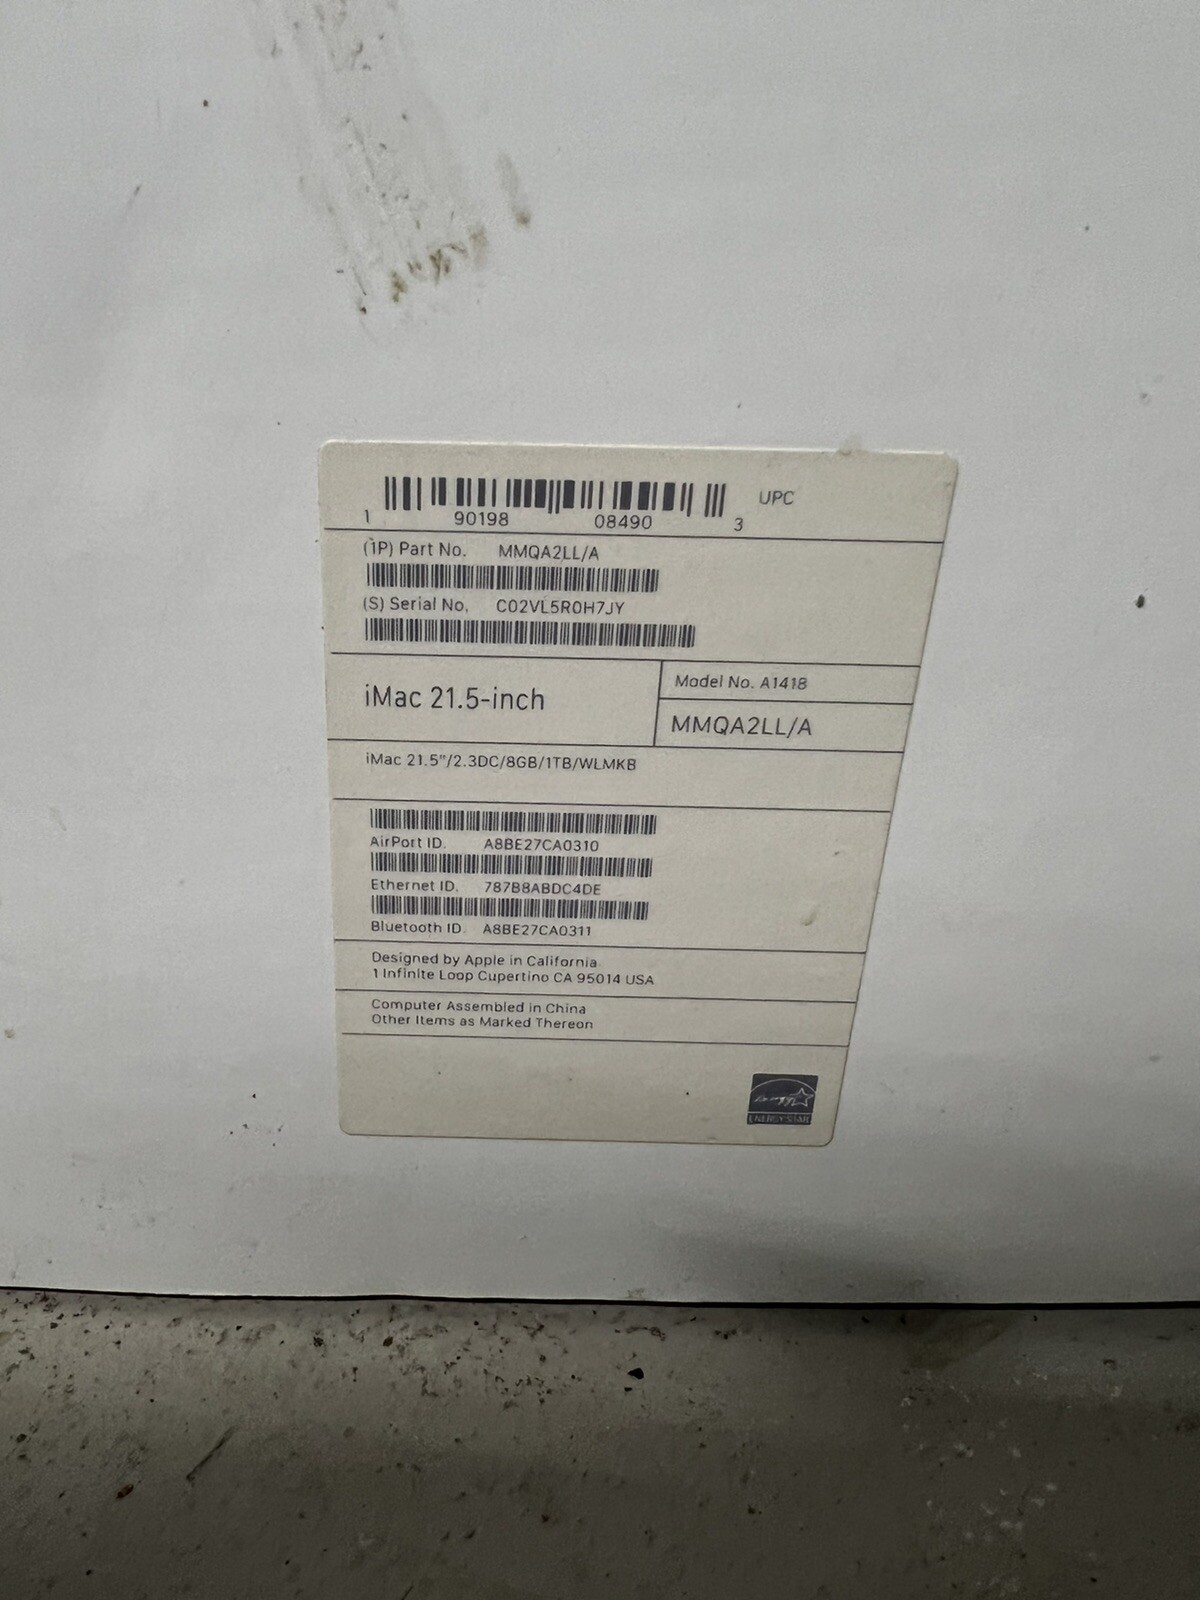 UPC
1 90198 08490 3
(1P) Part No. MMQA2LL/A
(S) Serial No. C02VL5R0H7JY
iMac 21.5-inch
Model No. A1418
MMQA2LL/A
iMac 21.5"/2.3DC/8GB/1TB/WLMKB
AirPort ID. A8BE27CA0310
Ethernet ID. 787B8ABDC4DE
Bluetooth ID. A8BE27CA0311
Designed by Apple in California
1 Infinite Loop Cupertino CA 95014 USA
Computer Assembled in China
Other Items as Marked Thereon
ENERGY STAR